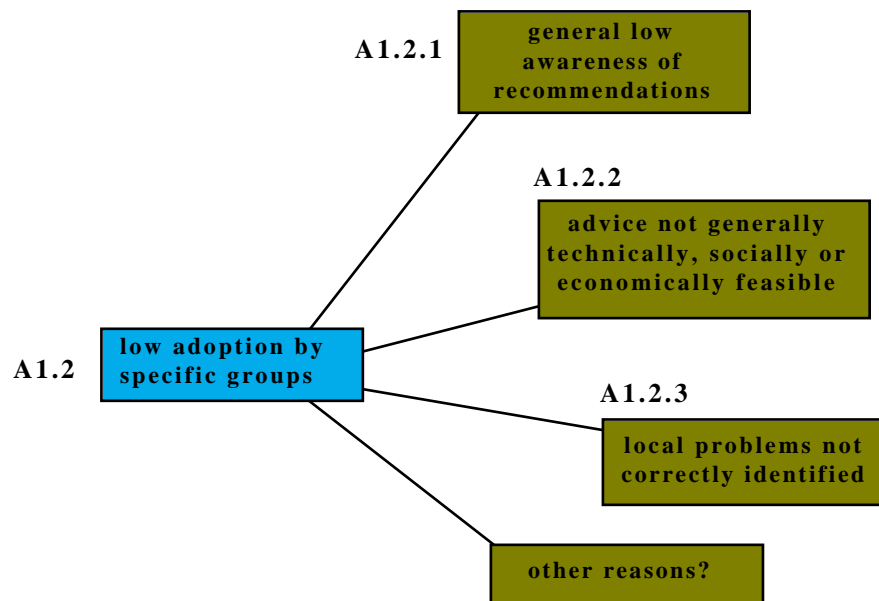 A1.2.1
general low
awareness of
recommendations
A1.2.2
advice not generally
technically, socially or
economically feasible
A1.2
low adoption by
specific groups
A1.2.3
local problems not
correctly identified
other reasons?